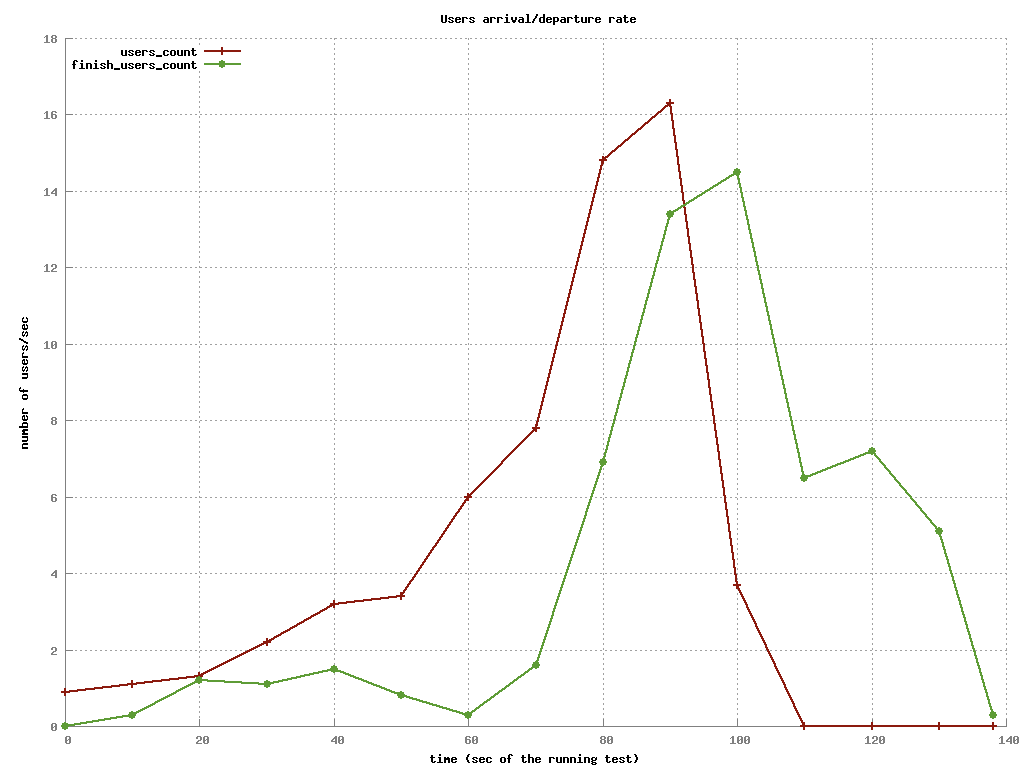 Users arrival/departure rate
users_count
finish_users_count
18
16
14
12
10
8
6
4
2
0
number of users/sec
0 20 40 60 80 100 120 140
time (sec of the running test)